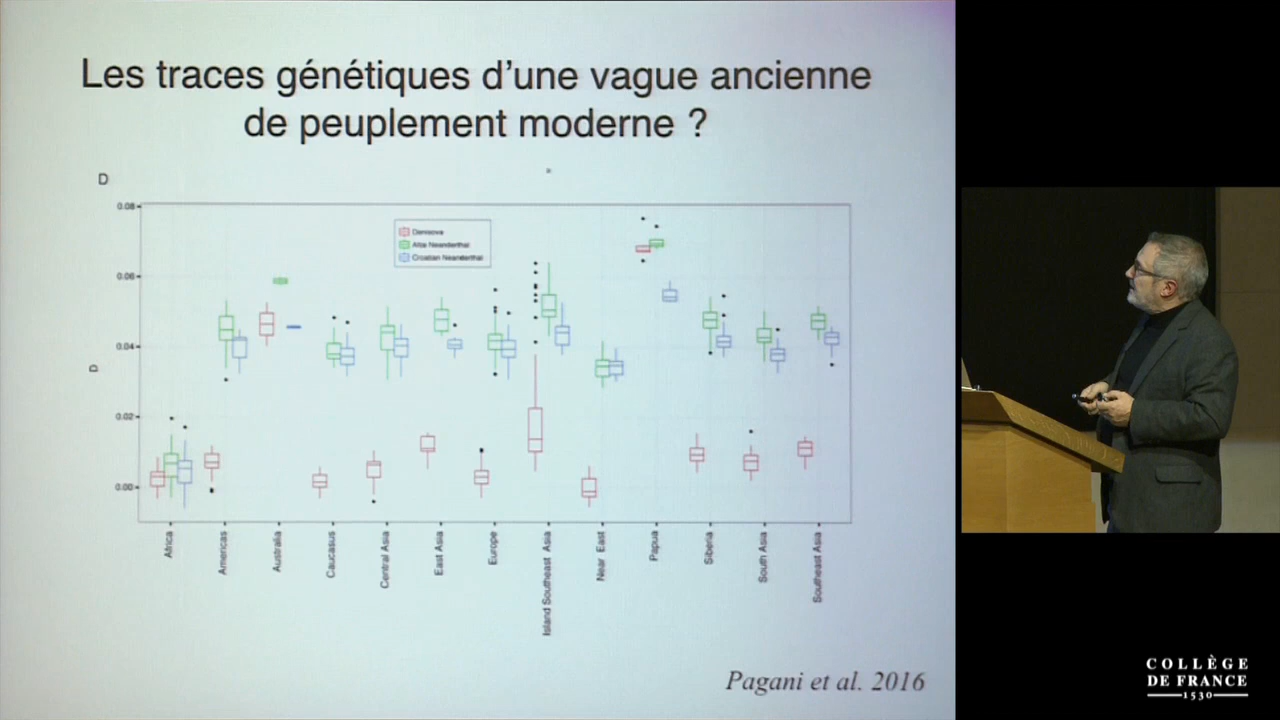 Les traces génétiques d'une vague ancienne
de peuplement moderne ?
D
0.08
0.06
0.04
0.02
0.00
D
Denisova
Altai Neanderthal
Croatian Neanderthal
Africa
Americas
Australia
Caucasus
Central Asia
East Asia
Europe
Island Southeast Asia
Near East
Papua
Siberia
South Asia
Southeast Asia
Pagani et al. 2016
COLLÈGE
DE FRANCE
1530